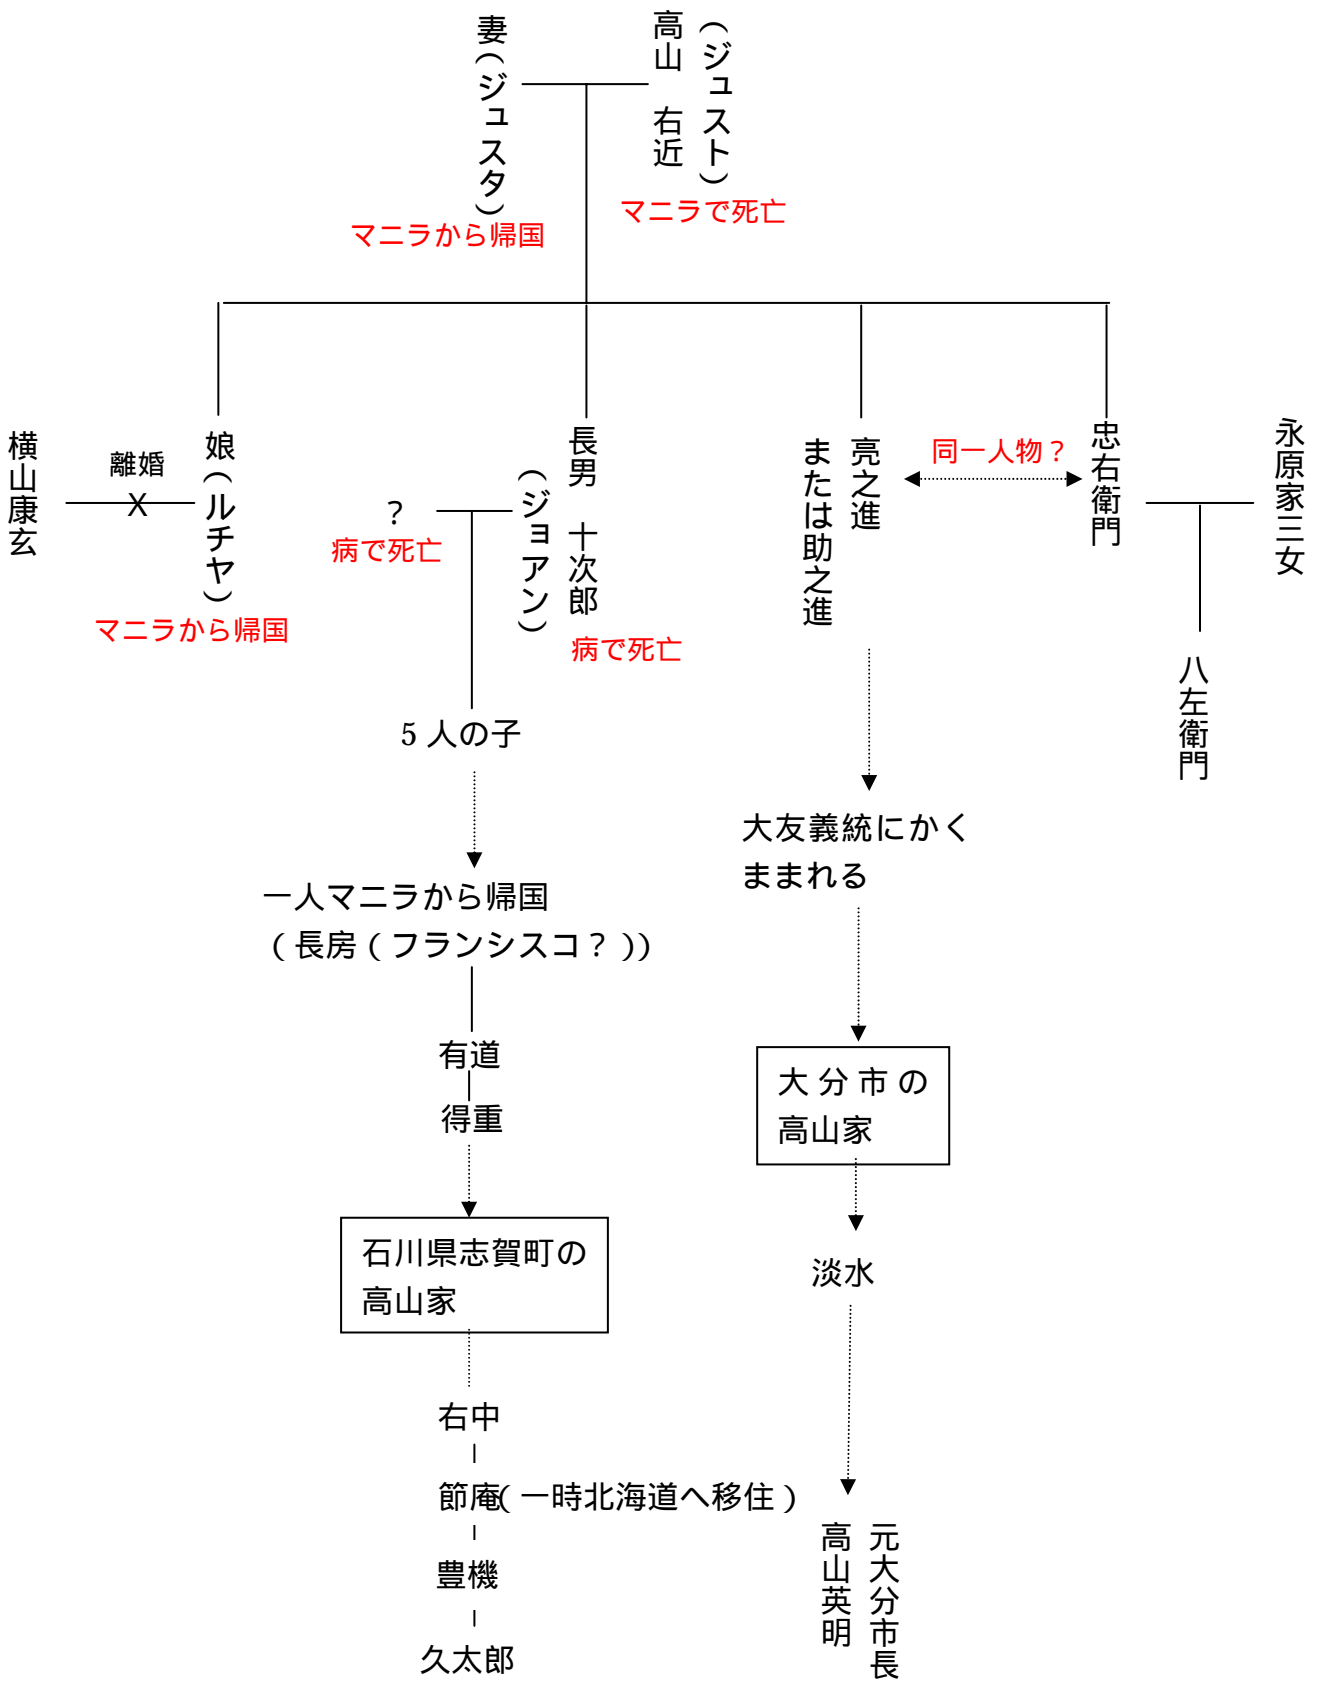 (ジュスト)
高山 右近
マニラで死亡
妻(ジュスタ)
マニラから帰国
永原家三女
忠右衛門
同一人物?
亮之進
または助之進
長男 十次郎
(ジョアン)
病で死亡
?
病で死亡
娘(ルチヤ)
マニラから帰国
離婚
X
横山康玄
八左衛門
5人の子
大友義統にかく
ままれる
一人マニラから帰国
(長房(フランシスコ?))
有道
得重
大分市の
高山家
石川県志賀町の
高山家
淡水
右中
節庵(一時北海道へ移住)
豊機
久太郎
元大分市長
高山英明